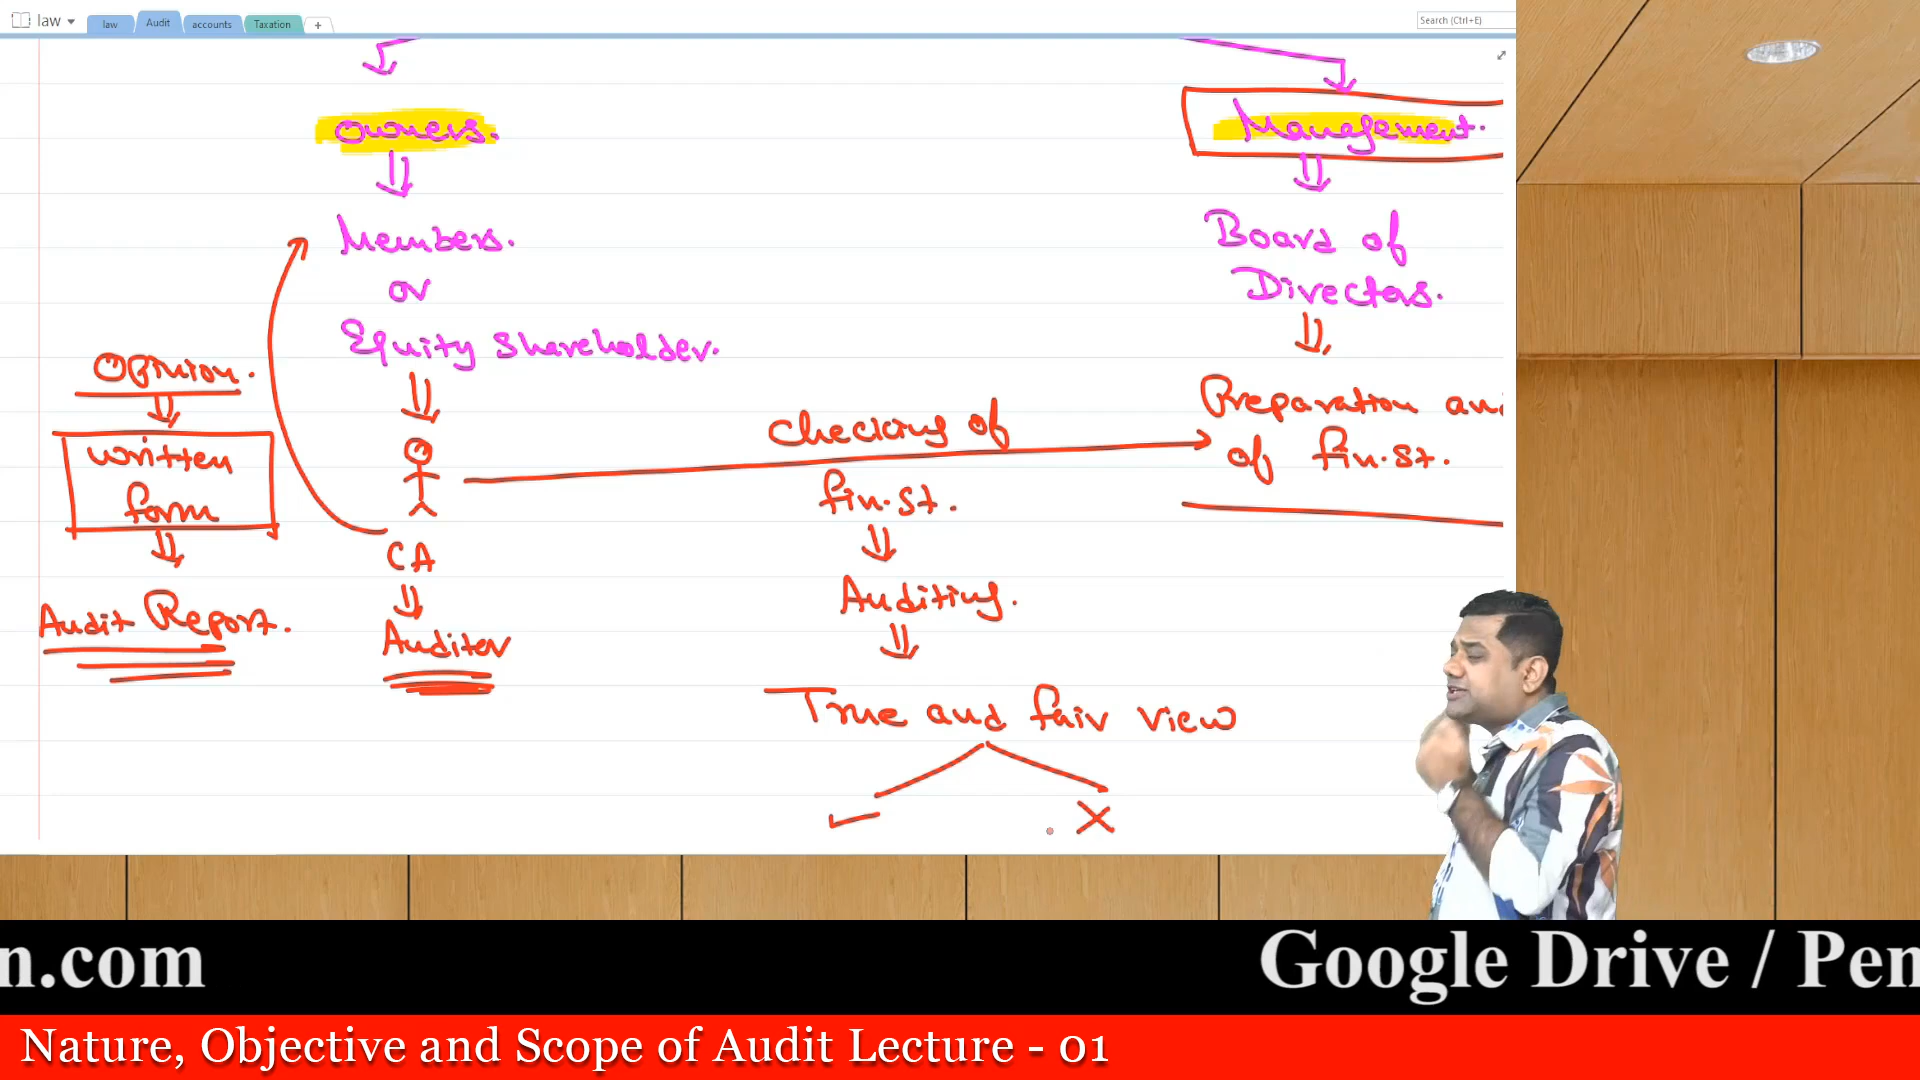 law
law
Audit
accounts
Taxation
+
Search (Ctrl+E)
Owners.
Management.
Members.
or
Equity Shareholder.
Board of
Directors.
Opinion.
written
form
Audit Report.
CA
Auditor
Checking of
fin.st.
Auditing.
True and fair view
Preparation an
of fin.st.
n.com
Google Drive / Pen
Nature, Objective and Scope of Audit Lecture - 01